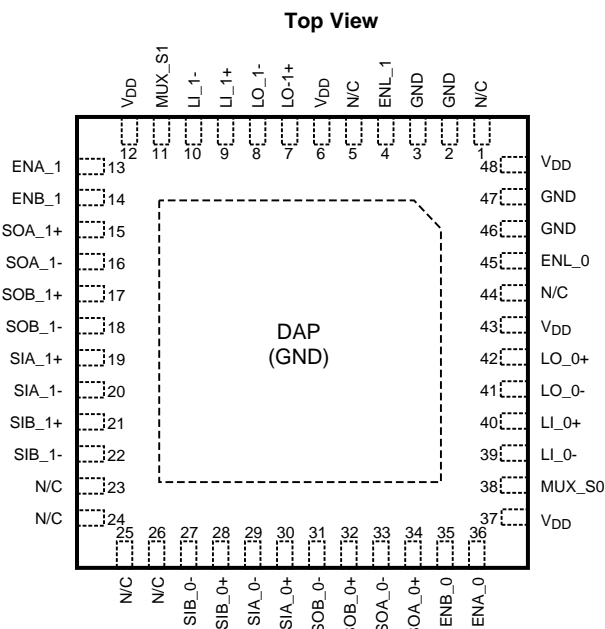 Top View
VDD
MUX_S1
LI_1-
LI_1+
LO_1-
LO-1+
VDD
N/C
ENL_1
GND
GND
N/C
12
11
10
9
8
7
6
5
4
3
2
1
ENA_1 13
ENB_1 14
SOA_1+ 15
SOA_1- 16
SOB_1+ 17
SOB_1- 18
SIA_1+ 19
SIA_1- 20
SIB_1+ 21
SIB_1- 22
N/C 23
N/C 24
DAP
(GND)
48 VDD
47 GND
46 GND
45 ENL_0
44 N/C
43 VDD
42 LO_0+
41 LO_0-
40 LI_0+
39 LI_0-
38 MUX_S0
37 VDD
25
26
27
28
29
30
31
32
33
34
35
36
N/C
N/C
SIB_0-
SIB_0+
SIA_0-
SIA_0+
SOB_0-
SOB_0+
SOA_0-
SOA_0+
ENB_0
ENA_0